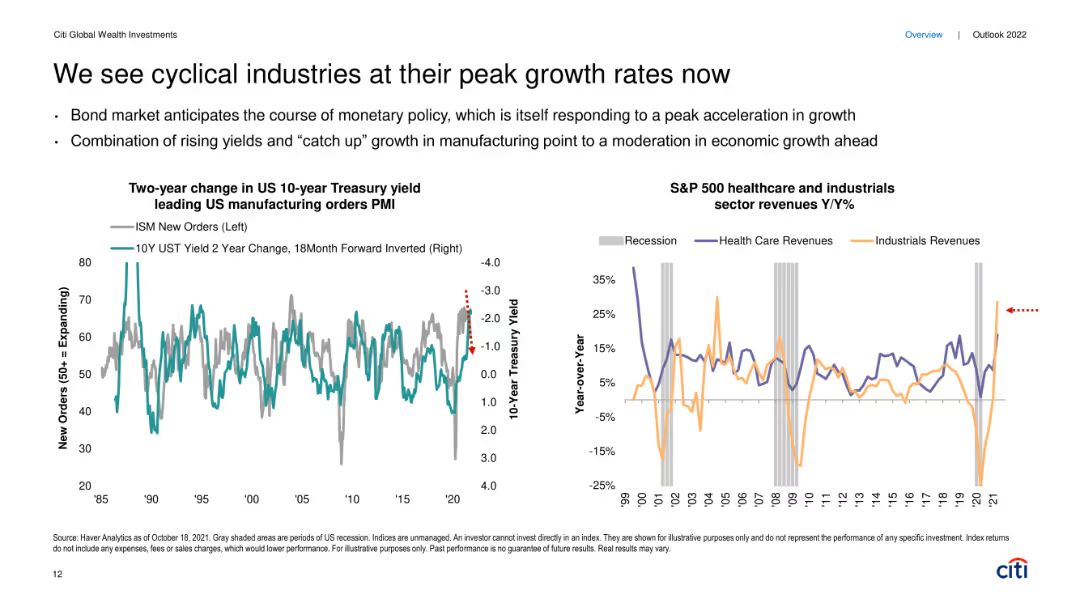 Citi Global Wealth Investments
Overview | Outlook 2022
We see cyclical industries at their peak growth rates now
• Bond market anticipates the course of monetary policy, which is itself responding to a peak acceleration in growth
• Combination of rising yields and “catch up” growth in manufacturing point to a moderation in economic growth ahead
Two-year change in US 10-year Treasury yield
leading US manufacturing orders PMI
ISM New Orders (Left)
10Y UST Yield 2 Year Change, 18Month Forward Inverted (Right)
New Orders (50+ = Expanding)
80
70
60
50
40
30
20
-4.0
-3.0
-2.0
-1.0
0.0
1.0
2.0
3.0
4.0
10-Year Treasury Yield
'85 '90 '95 '00 '05 '10 '15 '20
S&P 500 healthcare and industrials
sector revenues Y/Y%
Recession Health Care Revenues Industrials Revenues
Year-over-Year
35%
25%
15%
5%
-5%
-15%
-25%
'99 '00 '01 '02 '03 '04 '05 '06 '07 '08 '09 '10 '11 '12 '13 '14 '15 '16 '17 '18 '19 '20 '21
Source: Haver Analytics as of October 18, 2021. Gray shaded areas are periods of US recession. Indices are unmanaged. An investor cannot invest directly in an index. They are shown for illustrative purposes only and do not represent the performance of any specific investment. Index returns
do not include any expenses, fees or sales charges, which would lower performance. For illustrative purposes only. Past performance is no guarantee of future results. Real results may vary.
12
citi